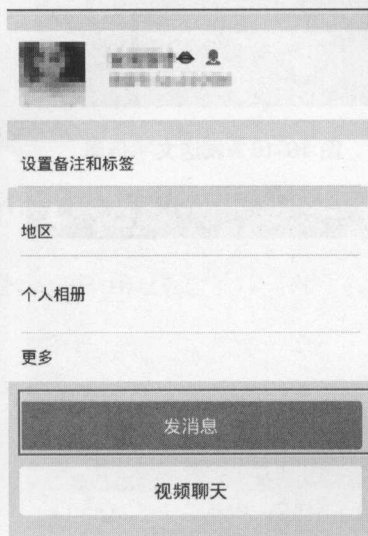 设置备注和标签
地区
个人相册
更多
发消息
视频聊天